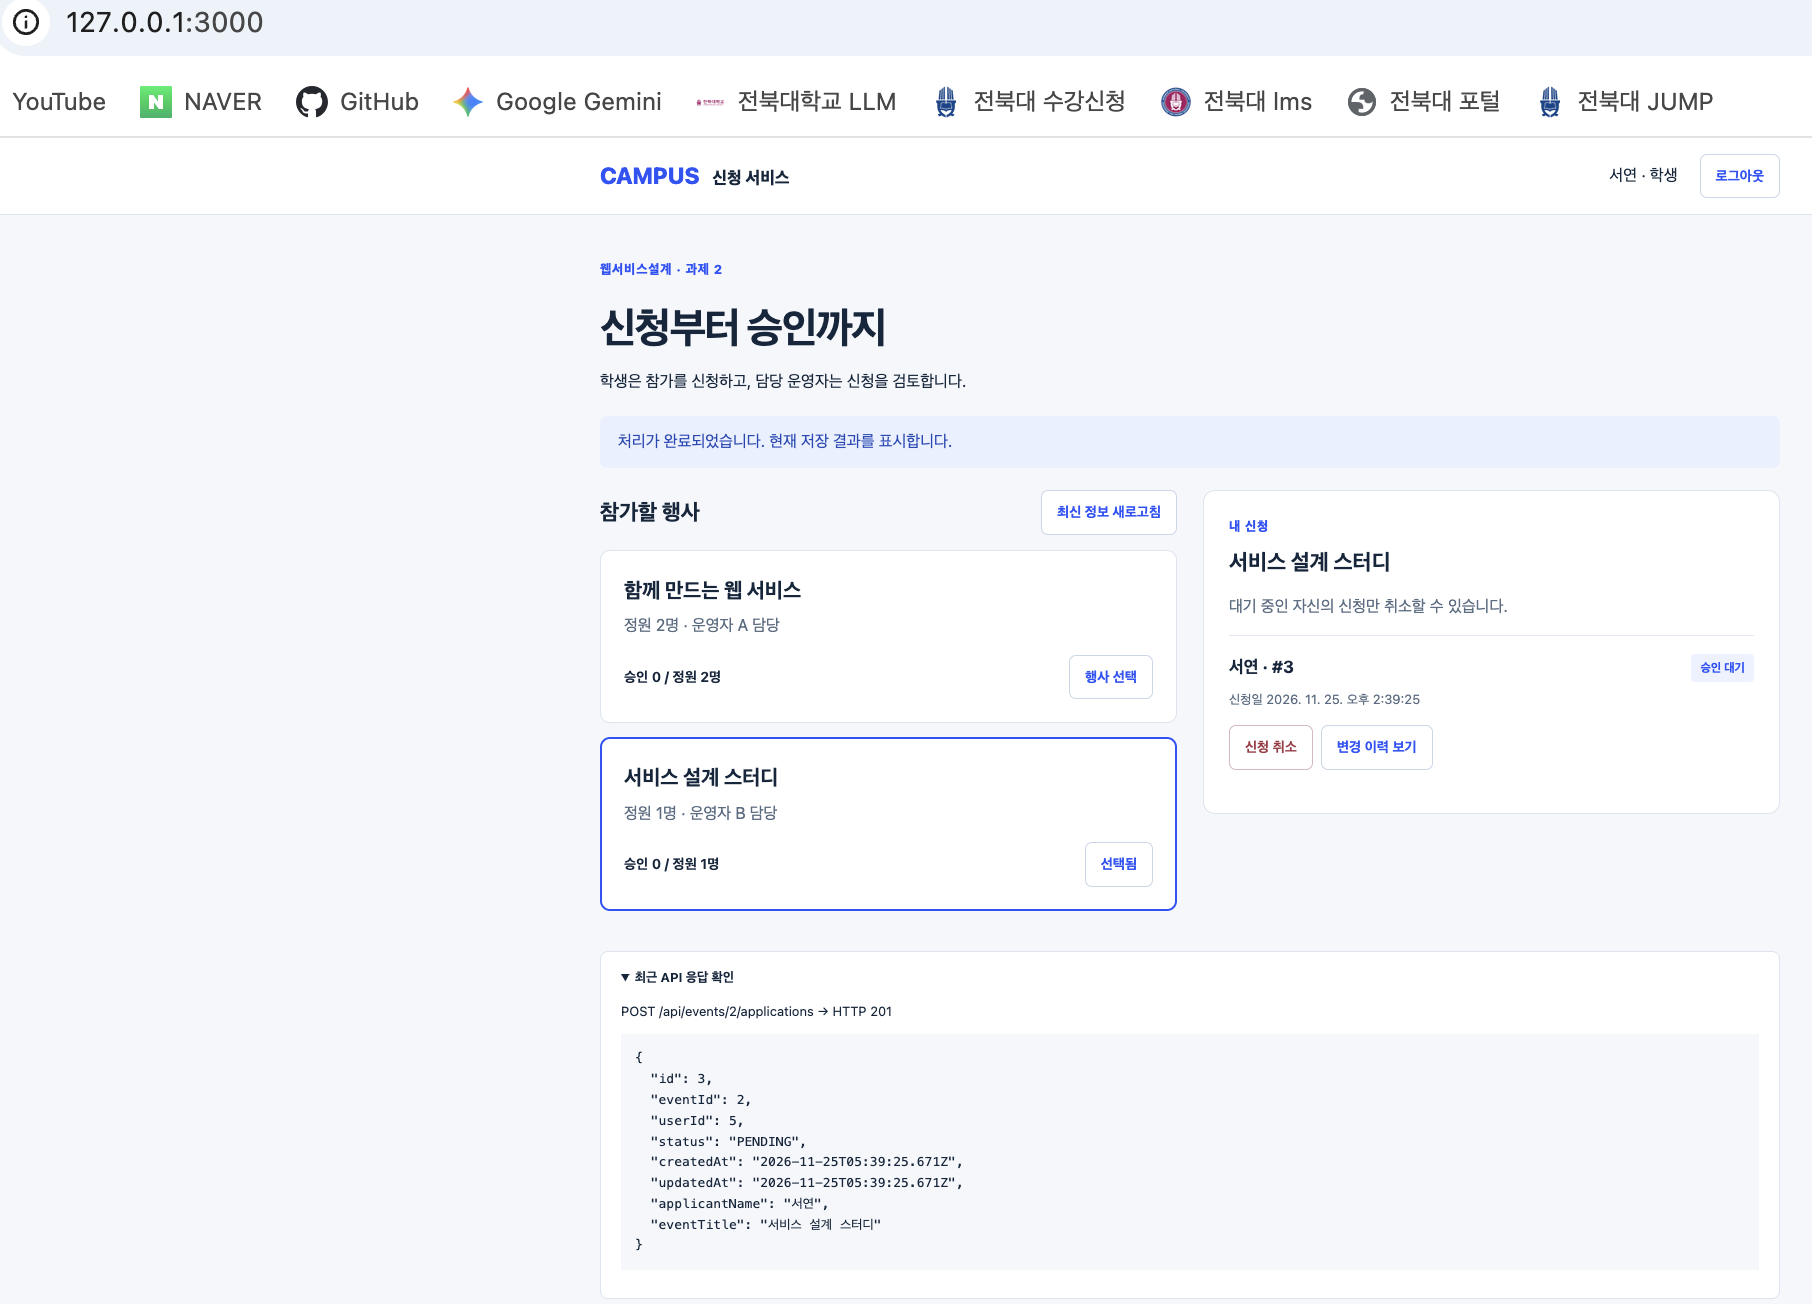 127.0.0.1:3000
YouTube NAVER GitHub Google Gemini 전북대학교 LLM 전북대 수강신청 전북대 lms 전북대 포털 전북대 JUMP
CAMPUS 신청 서비스
서연 · 학생 로그아웃
웹서비스설계 · 과제 2
신청부터 승인까지
학생은 참가를 신청하고, 담당 운영자는 신청을 검토합니다.
처리가 완료되었습니다. 현재 저장 결과를 표시합니다.
참가할 행사 최신 정보 새로고침
함께 만드는 웹 서비스
정원 2명 · 운영자 A 담당
승인 0 / 정원 2명 행사 선택
서비스 설계 스터디
정원 1명 · 운영자 B 담당
승인 0 / 정원 1명 선택됨
내 신청
서비스 설계 스터디
대기 중인 자신의 신청만 취소할 수 있습니다.
서연 · #3 승인 대기
신청일 2026. 11. 25. 오후 2:39:25
신청 취소 변경 이력 보기
▼ 최근 API 응답 확인
POST /api/events/2/applications → HTTP 201
{
"id": 3,
"eventId": 2,
"userId": 5,
"status": "PENDING",
"createdAt": "2026-11-25T05:39:25.671Z",
"updatedAt": "2026-11-25T05:39:25.671Z",
"applicantName": "서연",
"eventTitle": "서비스 설계 스터디"
}